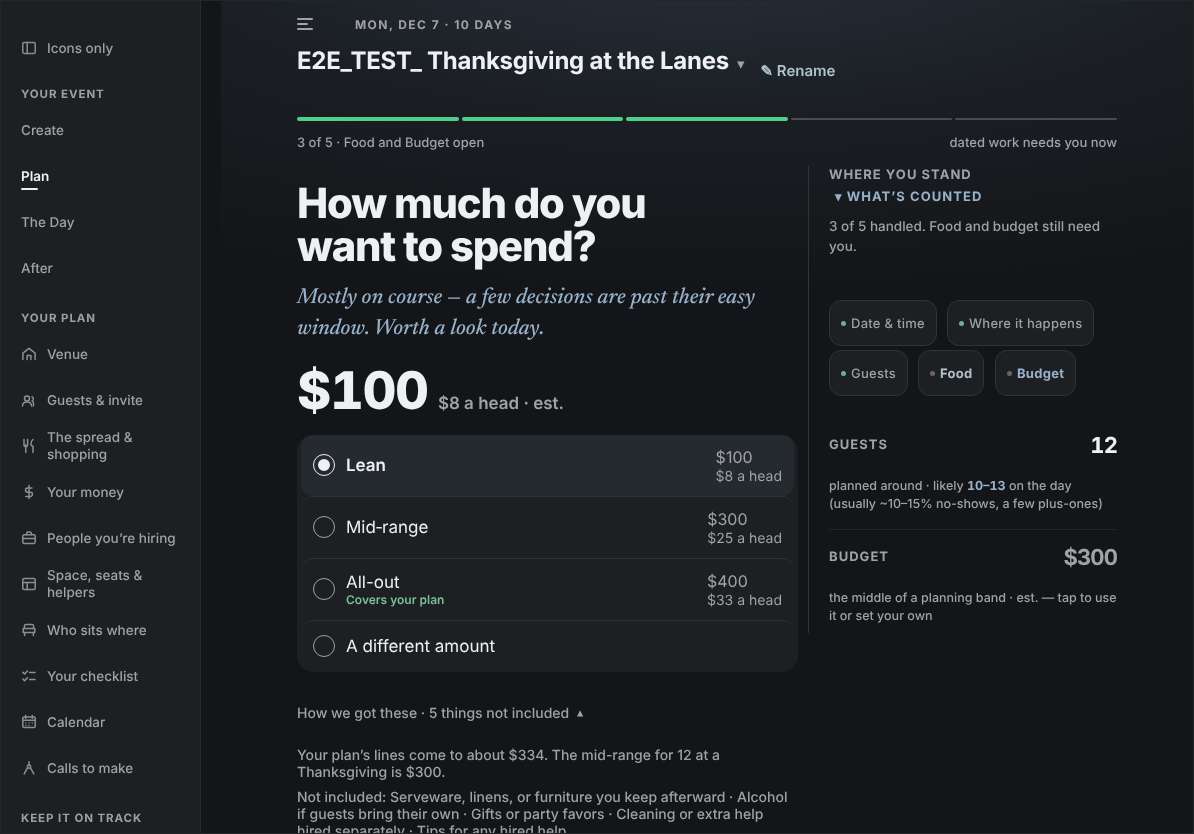 Icons only
YOUR EVENT
Create
Plan
The Day
After
YOUR PLAN
Venue
Guests & invite
The spread &
shopping
Your money
People you're hiring
Space, seats &
helpers
Who sits where
Your checklist
Calendar
Calls to make
KEEP IT ON TRACK
MON, DEC 7 · 10 DAYS
E2E_TEST_ Thanksgiving at the Lanes ▾
✎ Rename
3 of 5 · Food and Budget open
dated work needs you now
How much do you
want to spend?
Mostly on course — a few decisions are past their easy
window. Worth a look today.
$100 $8 a head · est.
Lean
$100
$8 a head
Mid-range
$300
$25 a head
All-out
Covers your plan
$400
$33 a head
A different amount
How we got these · 5 things not included ▴
Your plan's lines come to about $334. The mid-range for 12 at a
Thanksgiving is $300.
Not included: Serveware, linens, or furniture you keep afterward · Alcohol
if guests bring their own · Gifts or party favors · Cleaning or extra help
hired separately · Tips for any hired help
WHERE YOU STAND
▾ WHAT'S COUNTED
3 of 5 handled. Food and budget still need
you.
• Date & time
• Where it happens
• Guests
• Food
• Budget
GUESTS 12
planned around · likely 10–13 on the day
(usually ~10–15% no-shows, a few plus-ones)
BUDGET $300
the middle of a planning band · est. — tap to use
it or set your own